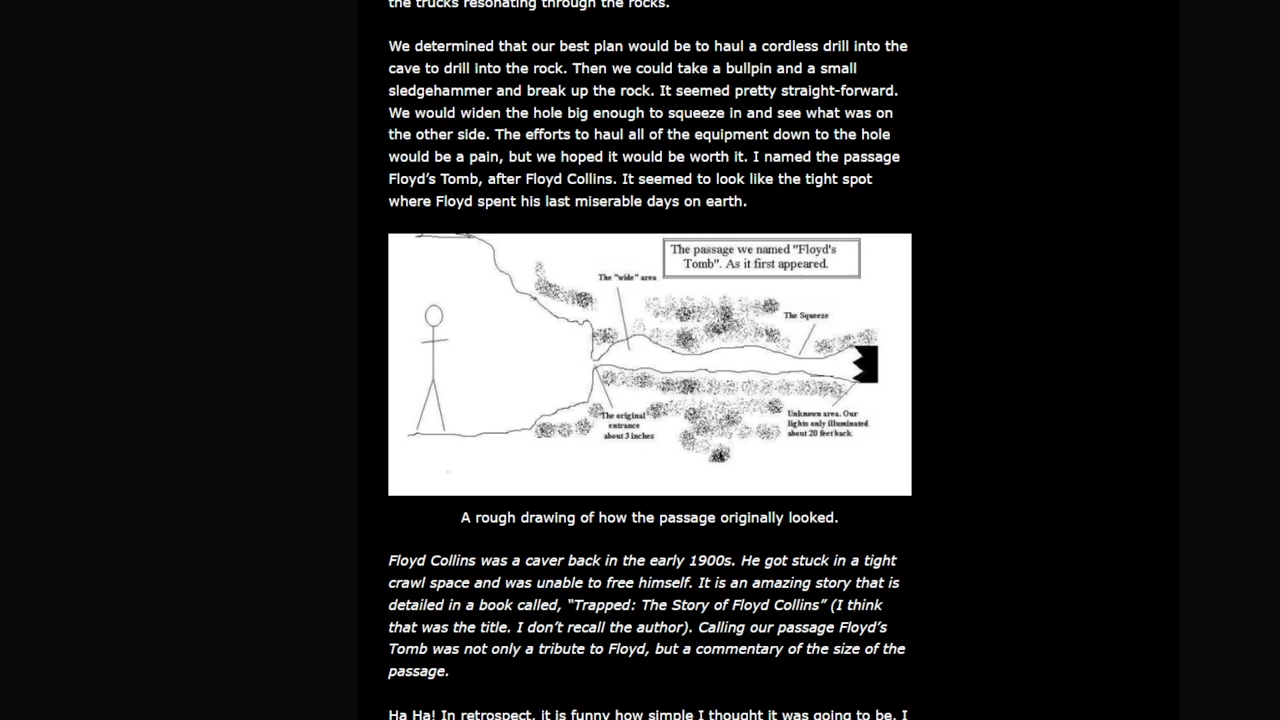 the trucks resonating through the rocks.
We determined that our best plan would be to haul a cordless drill into the
cave to drill into the rock. Then we could take a bullpin and a small
sledgehammer and break up the rock. It seemed pretty straight-forward.
We would widen the hole big enough to squeeze in and see what was on
the other side. The efforts to haul all of the equipment down to the hole
would be a pain, but we hoped it would be worth it. I named the passage
Floyd’s Tomb, after Floyd Collins. It seemed to look like the tight spot
where Floyd spent his last miserable days on earth.
The passage we named "Floyd's
Tomb". As it first appeared.
The "wide" area
The Squeeze
The original
entrance
about 3 inches
Unknown area. Our
lights only illuminated
about 20 feet back
A rough drawing of how the passage originally looked.
Floyd Collins was a caver back in the early 1900s. He got stuck in a tight
crawl space and was unable to free himself. It is an amazing story that is
detailed in a book called, “Trapped: The Story of Floyd Collins” (I think
that was the title. I don’t recall the author). Calling our passage Floyd’s
Tomb was not only a tribute to Floyd, but a commentary of the size of the
passage.
Ha Ha! In retrospect, it is funny how simple I thought it was going to be. I